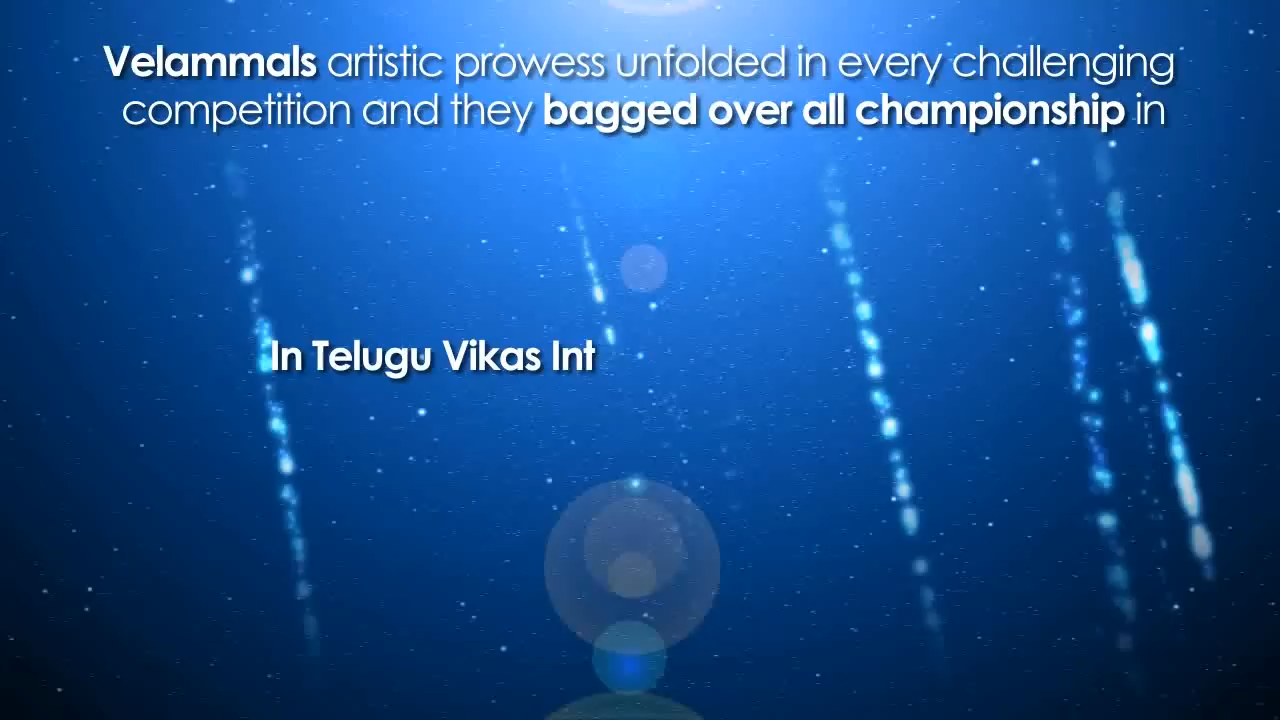 Velammals artistic prowess unfolded in every challenging
competition and they bagged over all championship in
In Telugu Vikas Int